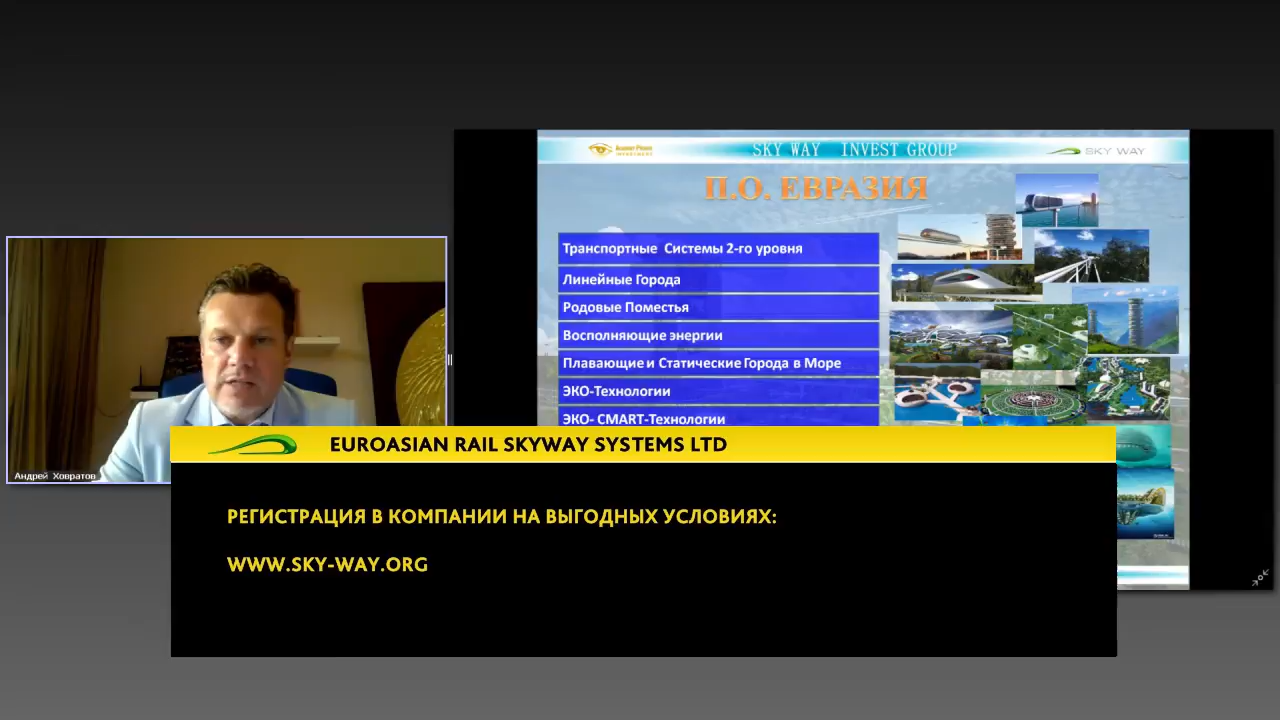 SKY WAY INVEST GROUP
SKY WAY
П.О. ЕВРАЗИЯ
Транспортные Системы 2-го уровня
Линейные Города
Родовые Поместья
Восполняющие энергии
Плавающие и Статические Города в Море
ЭКО-Технологии
ЭКО- СМАРТ-Технологии
Андрей Ховратов
EUROASIAN RAIL SKYWAY SYSTEMS LTD
РЕГИСТРАЦИЯ В КОМПАНИИ НА ВЫГОДНЫХ УСЛОВИЯХ:
WWW.SKY-WAY.ORG